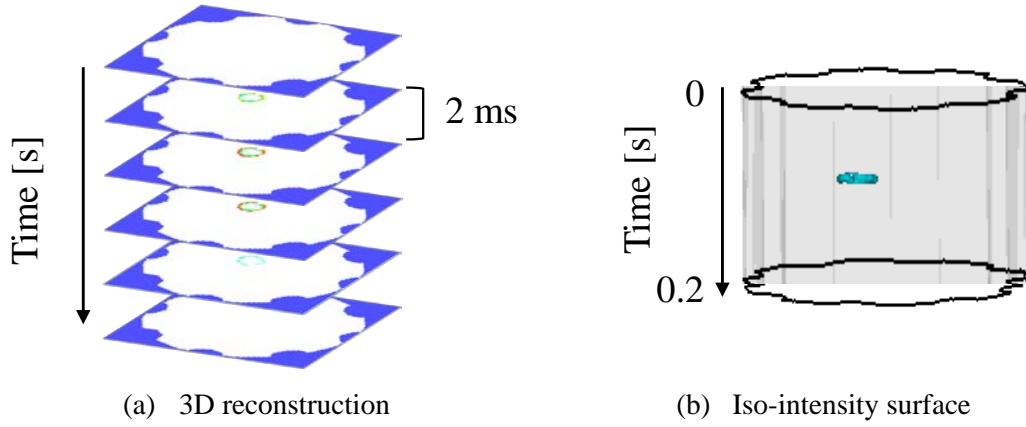 Time [s]
2 ms
(a) 3D reconstruction
Time [s]
0
0.2
(b) Iso-intensity surface